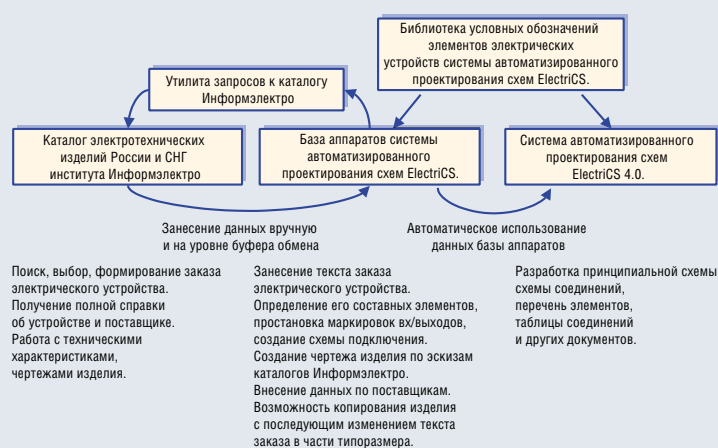 Библиотека условных обозначений
элементов электрических
устройств системы автоматизированного
проектирования схем ElectriCS.
Утилита запросов к каталогу
Информэлектро
Каталог электротехнических
изделий России и СНГ
института Информэлектро
База аппаратов системы
автоматизированного
проектирования схем ElectriCS.
Система автоматизированного
проектирования схем
ElectriCS 4.0.
Занесение данных вручную
и на уровне буфера обмена
Автоматическое использование
данных базы аппаратов
Поиск, выбор, формирование заказа
электрического устройства.
Получение полной справки
об устройстве и поставщике.
Работа с техническими
характеристиками,
чертежами изделия.
Занесение текста заказа
электрического устройства.
Определение его составных элементов,
простановка маркировок вх/выходов,
создание схемы подключения.
Создание чертежа изделия по эскизам
каталогов Информэлектро.
Внесение данных по поставщикам.
Возможность копирования изделия
с последующим изменением текста
заказа в части типоразмера.
Разработка принципиальной схемы
схемы соединений,
перечень элементов,
таблицы соединений
и других документов.